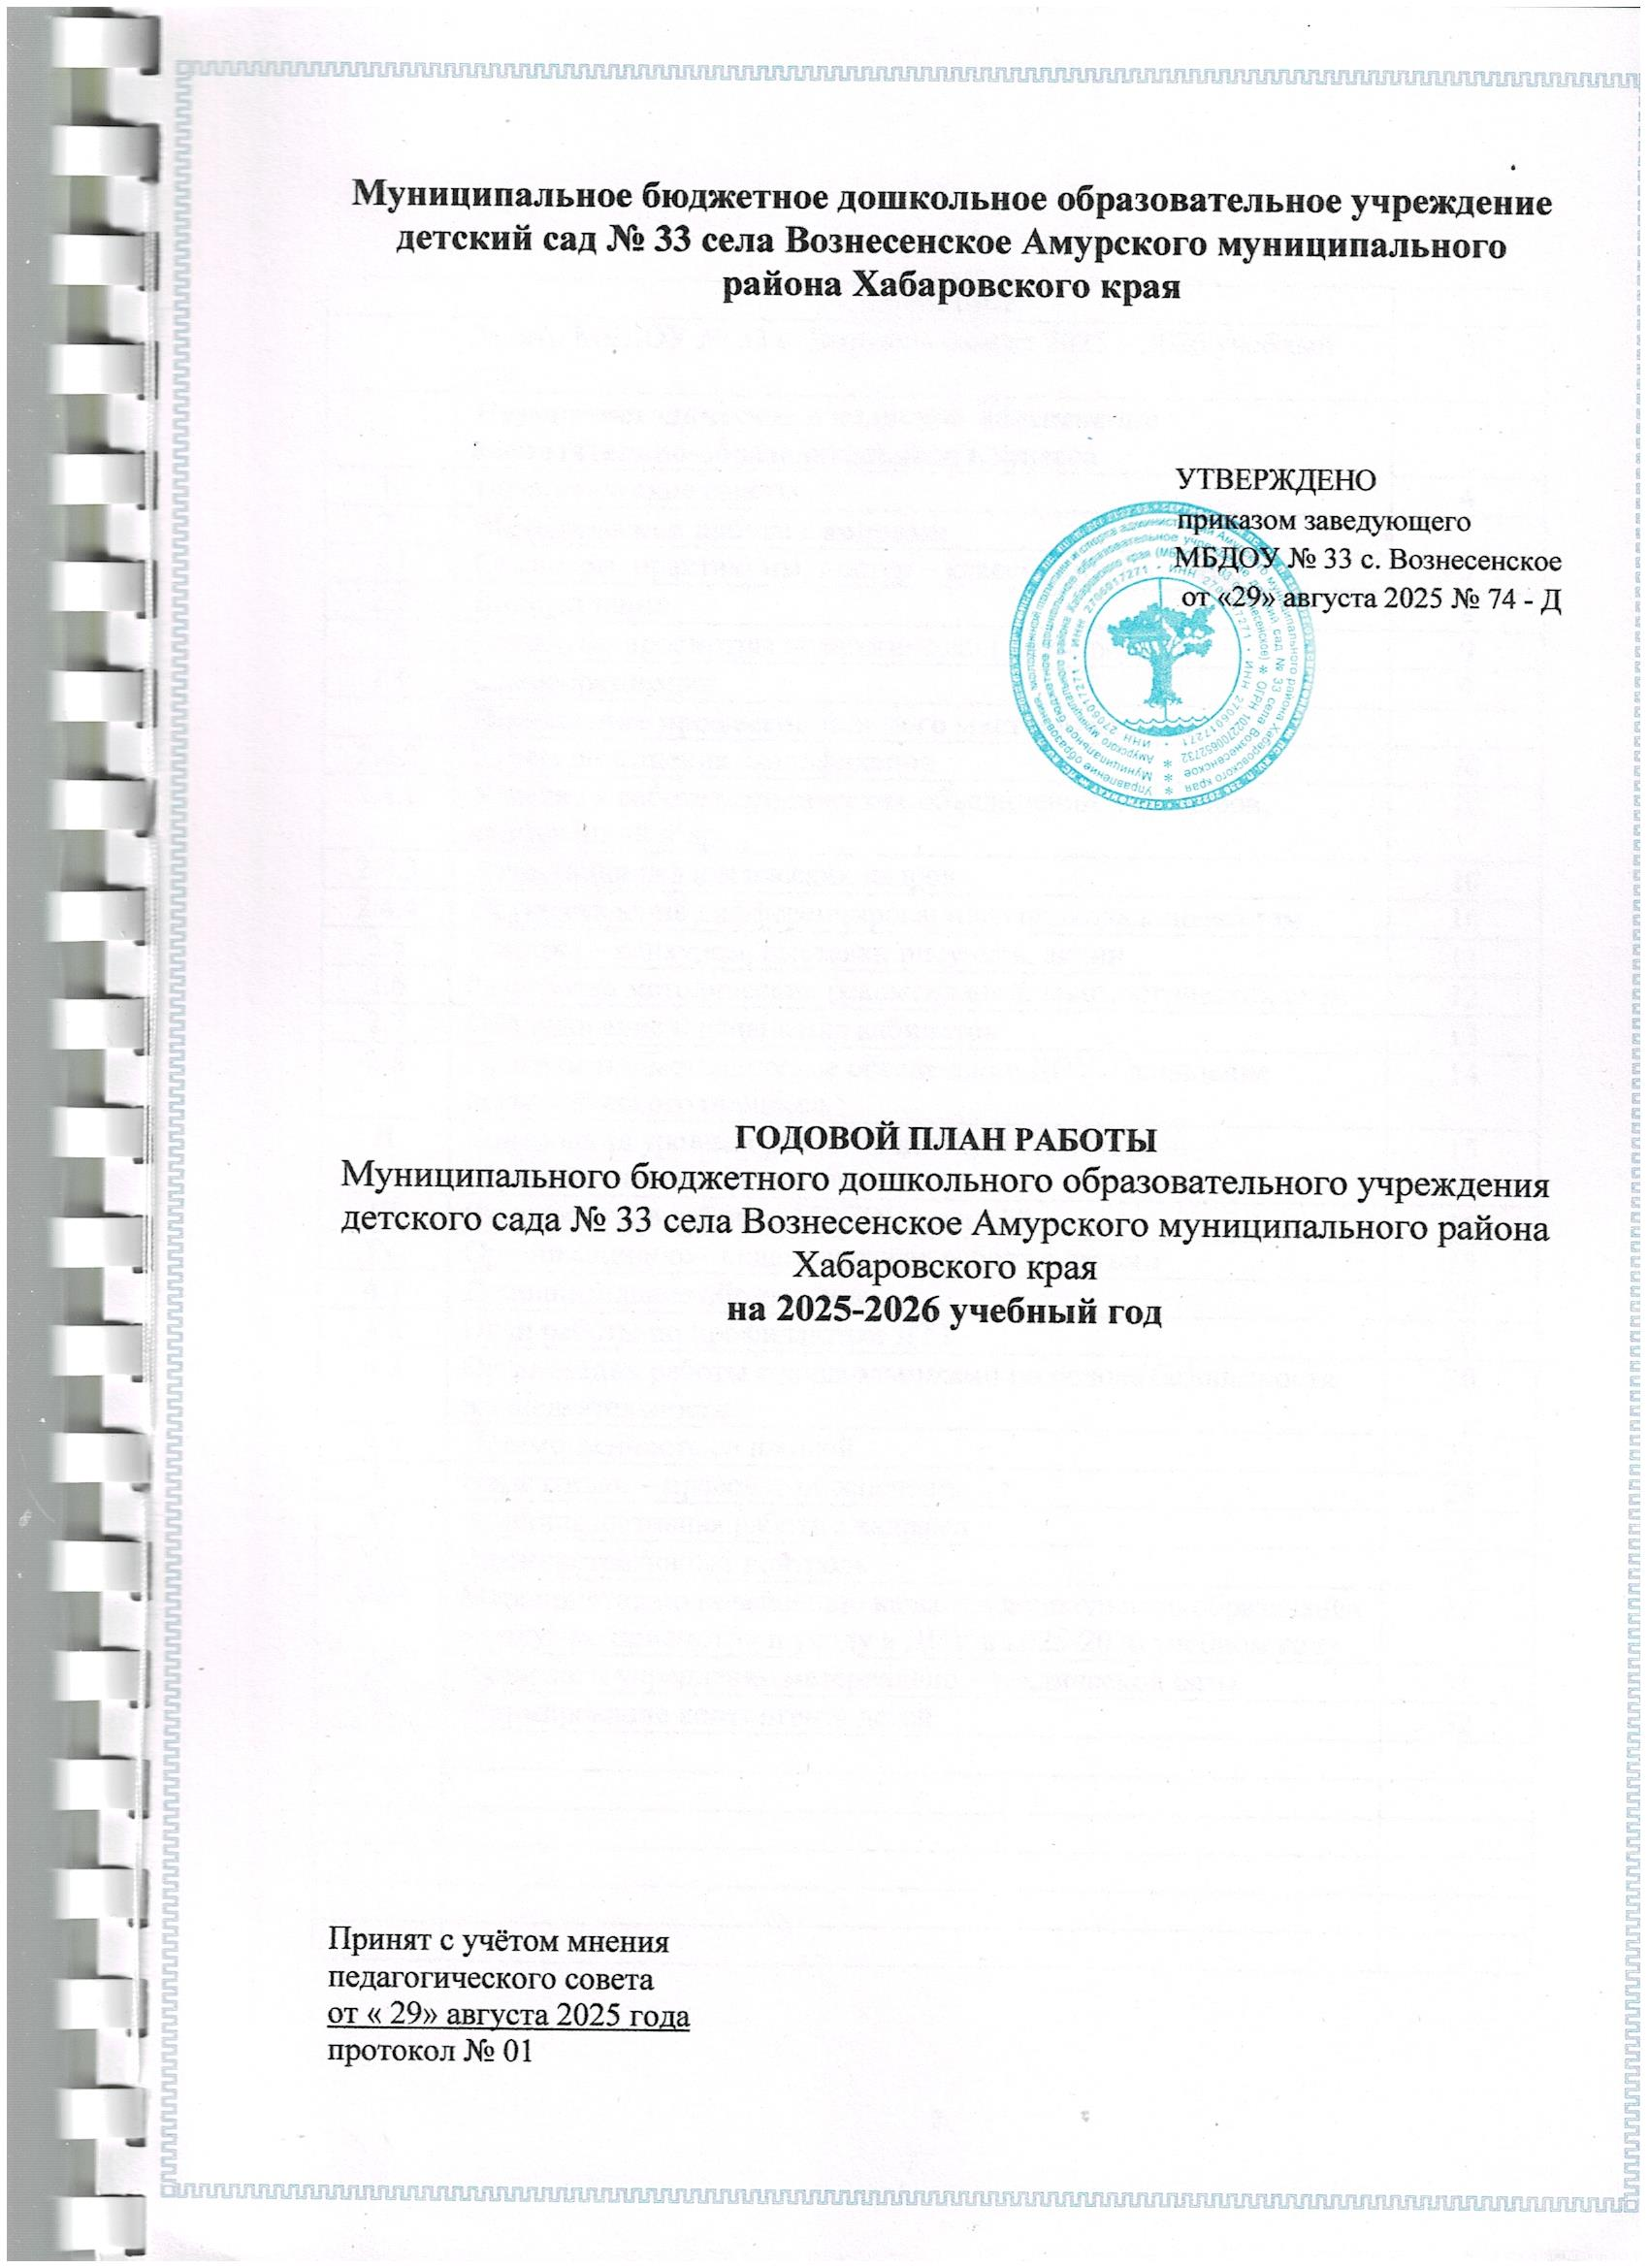 Муниципальное бюджетное дошкольное образовательное учреждение
детский сад № 33 села Вознесенское Амурского муниципального
района Хабаровского края
УТВЕРЖДЕНО
приказом заведующего
МБДОУ № 33 с. Вознесенское
от «29» августа 2025 № 74 - Д
ГОДОВОЙ ПЛАН РАБОТЫ
Муниципального бюджетного дошкольного образовательного учреждения
детского сада № 33 села Вознесенское Амурского муниципального района
Хабаровского края
на 2025-2026 учебный год
Принят с учётом мнения
педагогического совета
от « 29» августа 2025 года
протокол № 01